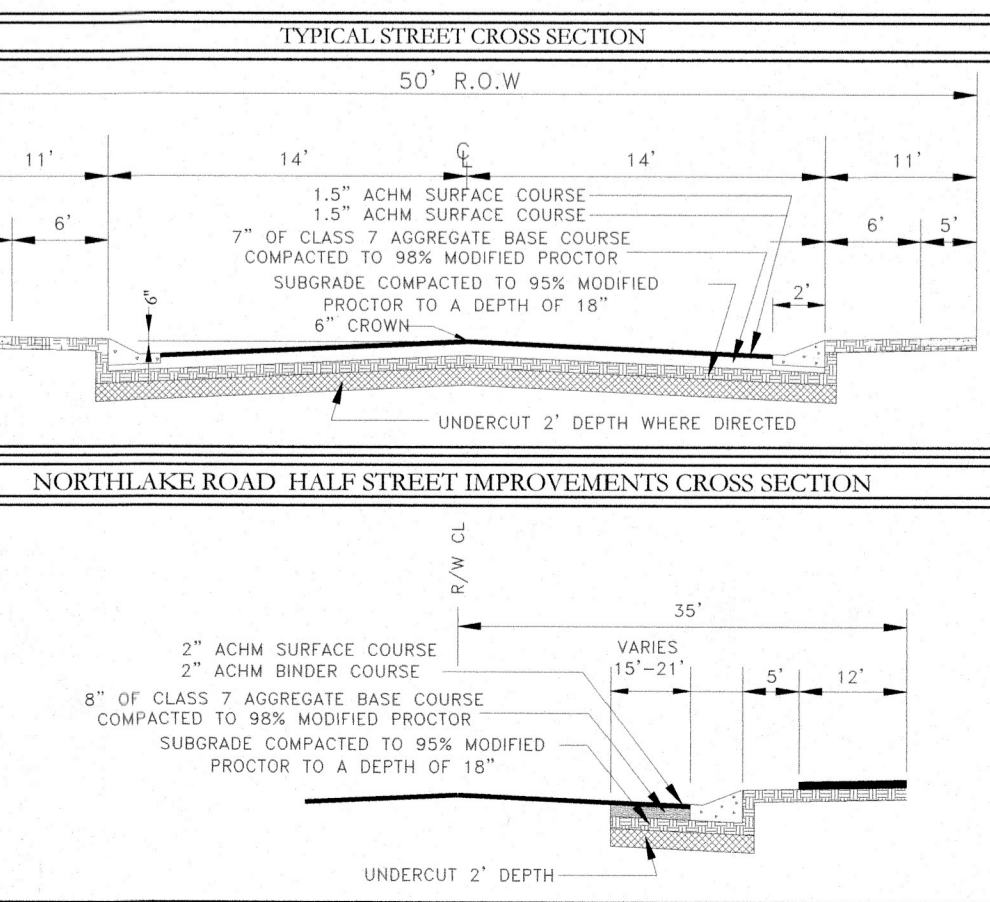 TYPICAL STREET CROSS SECTION
50' R.O.W
11' 14' ℄ 14' 11'
1.5" ACHM SURFACE COURSE
1.5" ACHM SURFACE COURSE
6' 7" OF CLASS 7 AGGREGATE BASE COURSE 6' 5'
COMPACTED TO 98% MODIFIED PROCTOR
SUBGRADE COMPACTED TO 95% MODIFIED
6" PROCTOR TO A DEPTH OF 18" 2'
6" CROWN
UNDERCUT 2' DEPTH WHERE DIRECTED
NORTHLAKE ROAD HALF STREET IMPROVEMENTS CROSS SECTION
R/W CL
35'
2" ACHM SURFACE COURSE VARIES
2" ACHM BINDER COURSE 15'-21' 5' 12'
8" OF CLASS 7 AGGREGATE BASE COURSE
COMPACTED TO 98% MODIFIED PROCTOR
SUBGRADE COMPACTED TO 95% MODIFIED
PROCTOR TO A DEPTH OF 18"
UNDERCUT 2' DEPTH